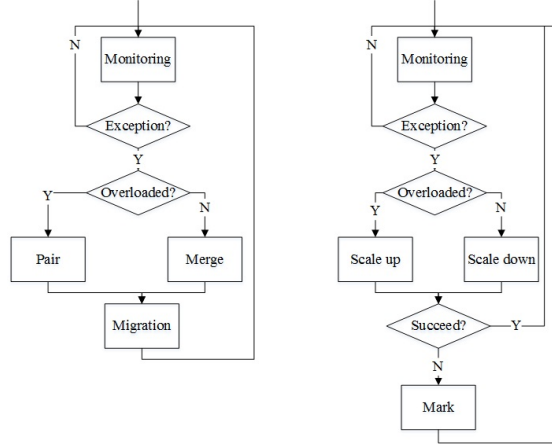 N
Monitoring
Exception?
Y
Overloaded?
Y
N
Pair
Merge
Migration
N
Monitoring
Exception?
Y
Overloaded?
Y
N
Scale up
Scale down
Succeed?
Y
N
Mark